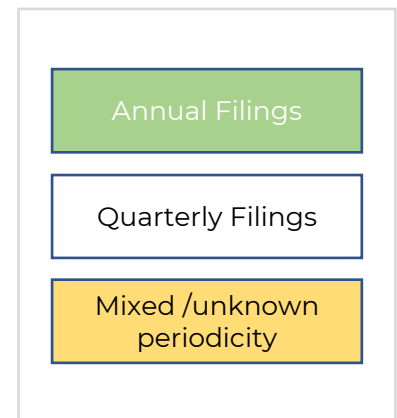 Annual Filings
Quarterly Filings
Mixed /unknown
periodicity